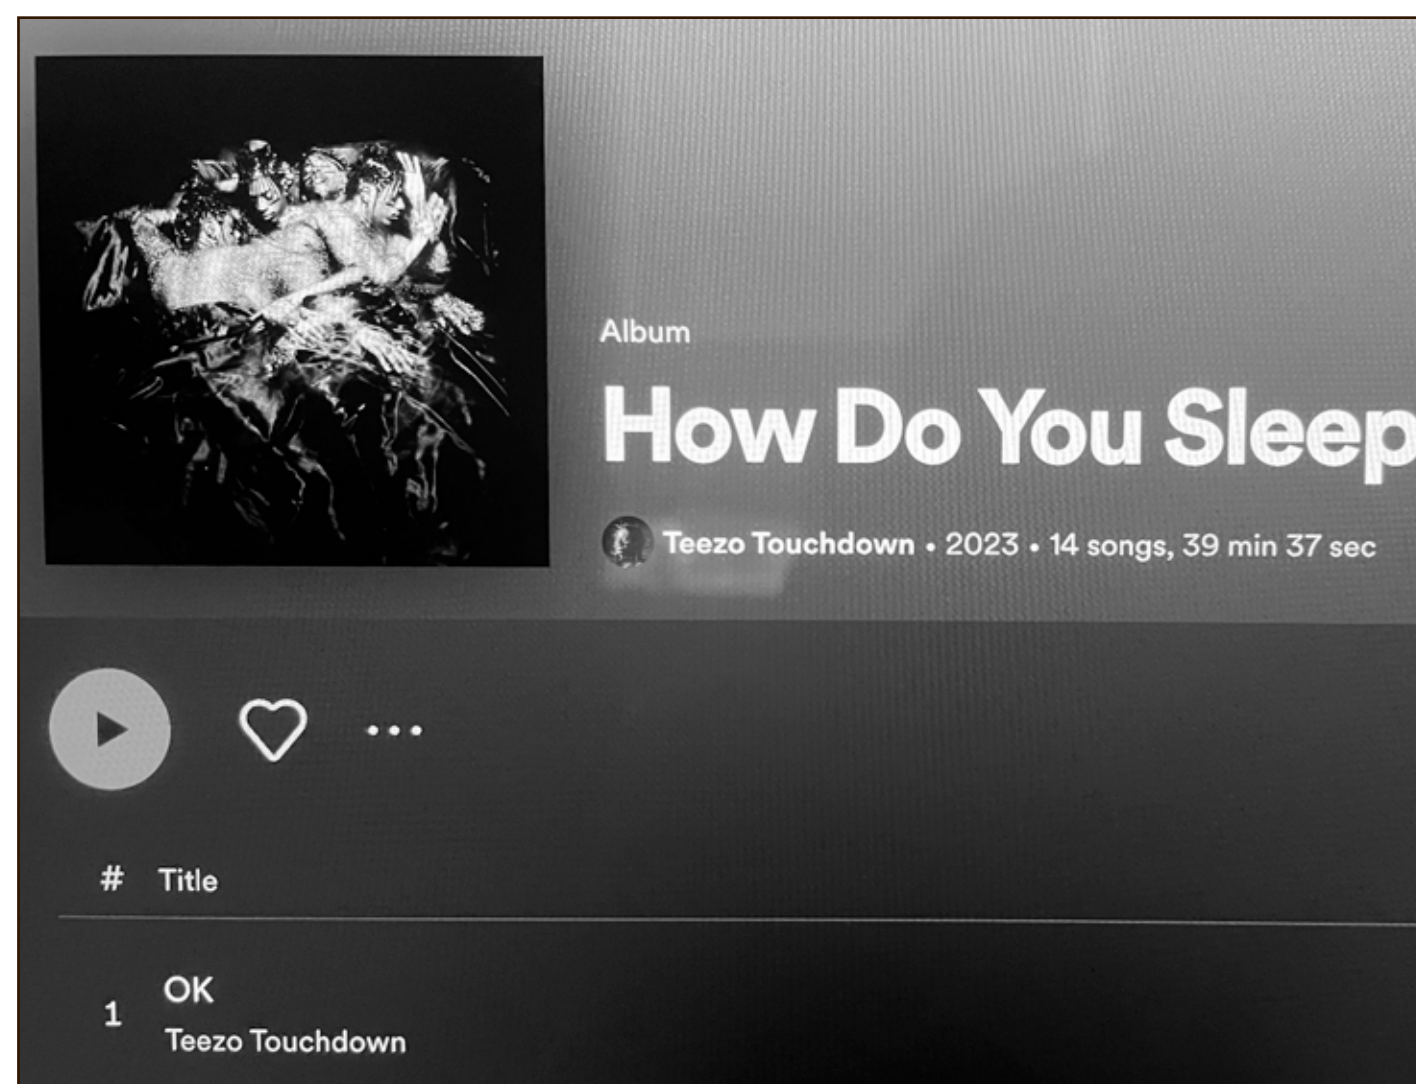 Album
How Do You Sleep
Teezo Touchdown • 2023 • 14 songs, 39 min 37 sec
# Title
1
OK
Teezo Touchdown